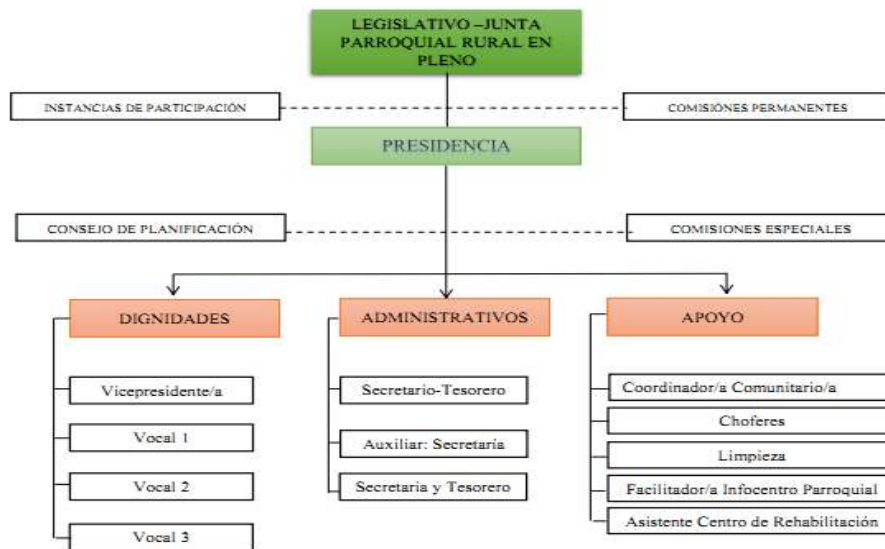 LEGISLATIVO –JUNTA
PARROQUIAL RURAL EN
PLENO
INSTANCIAS DE PARTICIPACIÓN
COMISIÓNES PERMANENTES
PRESIDENCIA
CONSEJO DE PLANIFICACIÓN
COMISIONES ESPECIALES
DIGNIDADES
ADMINISTRATIVOS
APOYO
Vicepresidente/a
Vocal 1
Vocal 2
Vocal 3
Secretario-Tesorero
Auxiliar: Secretaría
Secretaria y Tesorero
Coordinador/a Comunitario/a
Choferes
Limpieza
Facilitador/a Infocentro Parroquial
Asistente Centro de Rehabilitación